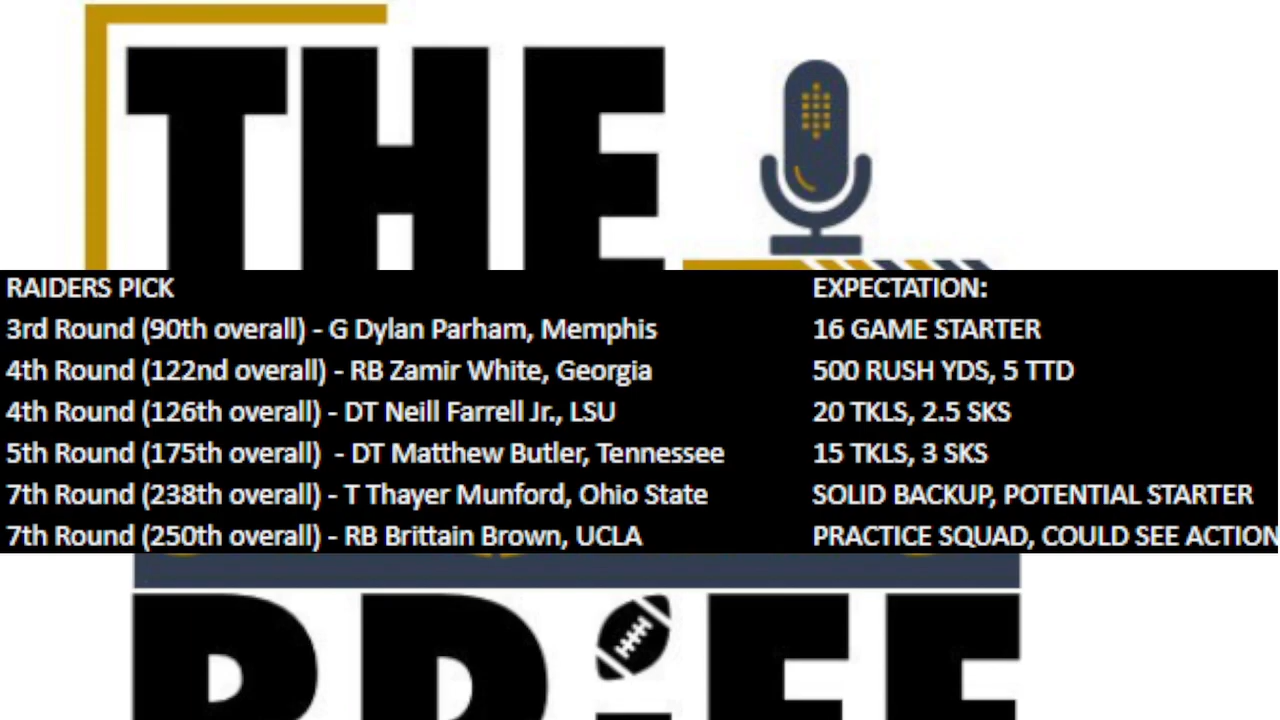 THE
RAIDERS PICK EXPECTATION:
3rd Round (90th overall) - G Dylan Parham, Memphis 16 GAME STARTER
4th Round (122nd overall) - RB Zamir White, Georgia 500 RUSH YDS, 5 TTD
4th Round (126th overall) - DT Neill Farrell Jr., LSU 20 TKLS, 2.5 SKS
5th Round (175th overall) - DT Matthew Butler, Tennessee 15 TKLS, 3 SKS
7th Round (238th overall) - T Thayer Munford, Ohio State SOLID BACKUP, POTENTIAL STARTER
7th Round (250th overall) - RB Brittain Brown, UCLA PRACTICE SQUAD, COULD SEE ACTION
BRiEF